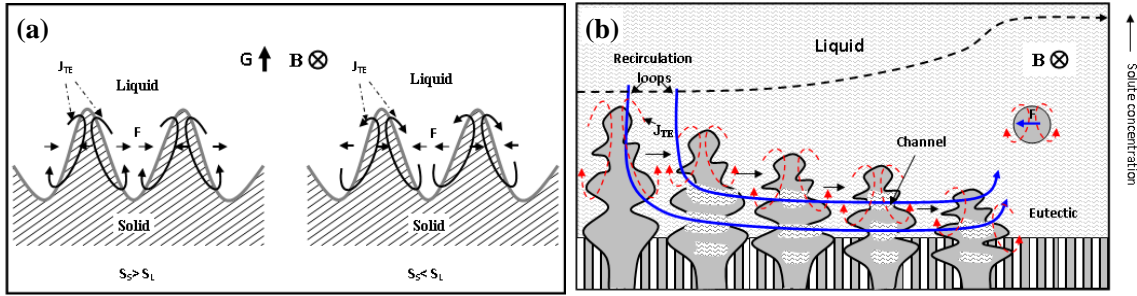 (a)
G B
J_TE J_TE
Liquid Liquid
F F
Solid Solid
S_S> S_L S_S< S_L
(b)
Liquid
B
Recirculation
loops
J_TE
F
Channel
Eutectic
Solute concentration